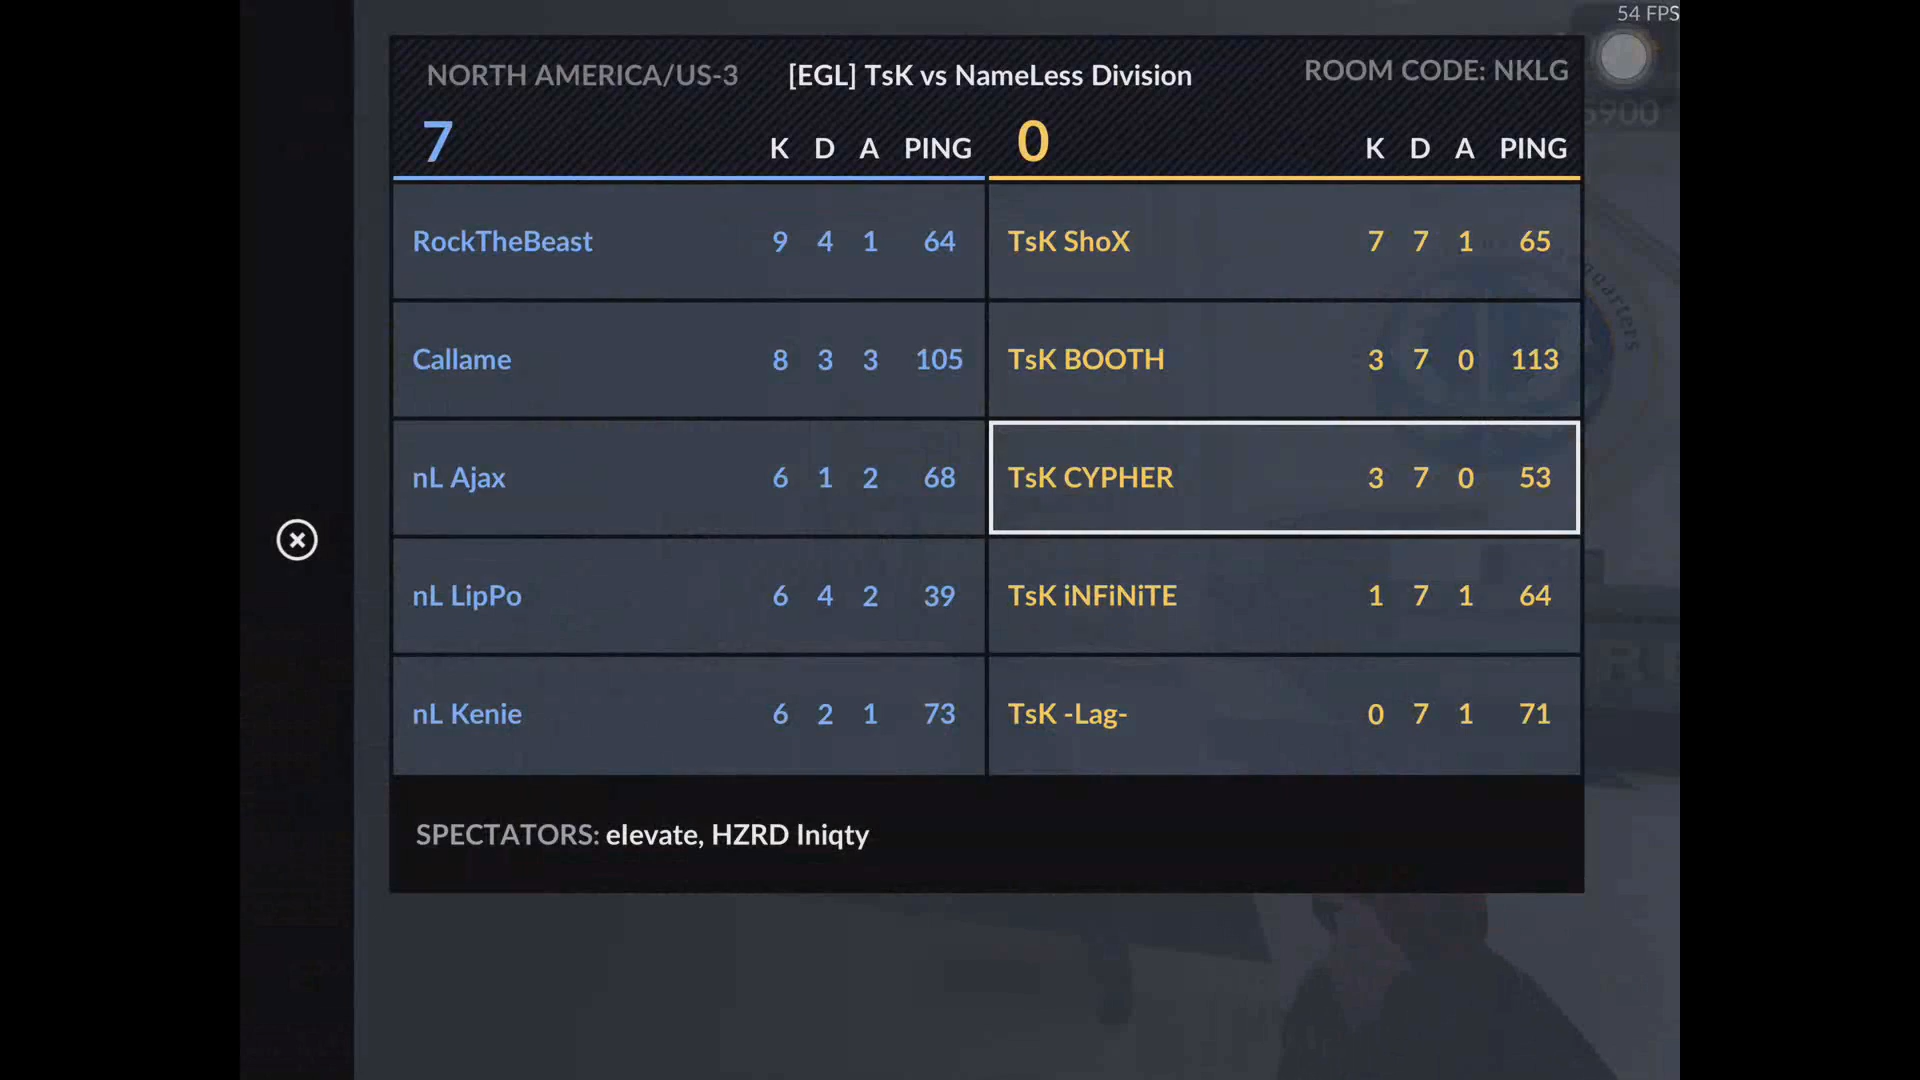 54 FPS
NORTH AMERICA/US-3 [EGL] TsK vs NameLess Division ROOM CODE: NKLG
5900
7 K D A PING 0 K D A PING
RockTheBeast 9 4 1 64 TsK ShoX 7 7 1 65
Callame 8 3 3 105 TsK BOOTH 3 7 0 113
nL Ajax 6 1 2 68 TsK CYPHER 3 7 0 53
nL LipPo 6 4 2 39 TsK iNFiNiTE 1 7 1 64
nL Kenie 6 2 1 73 TsK -Lag- 0 7 1 71
SPECTATORS: elevate, HZRD Iniqty